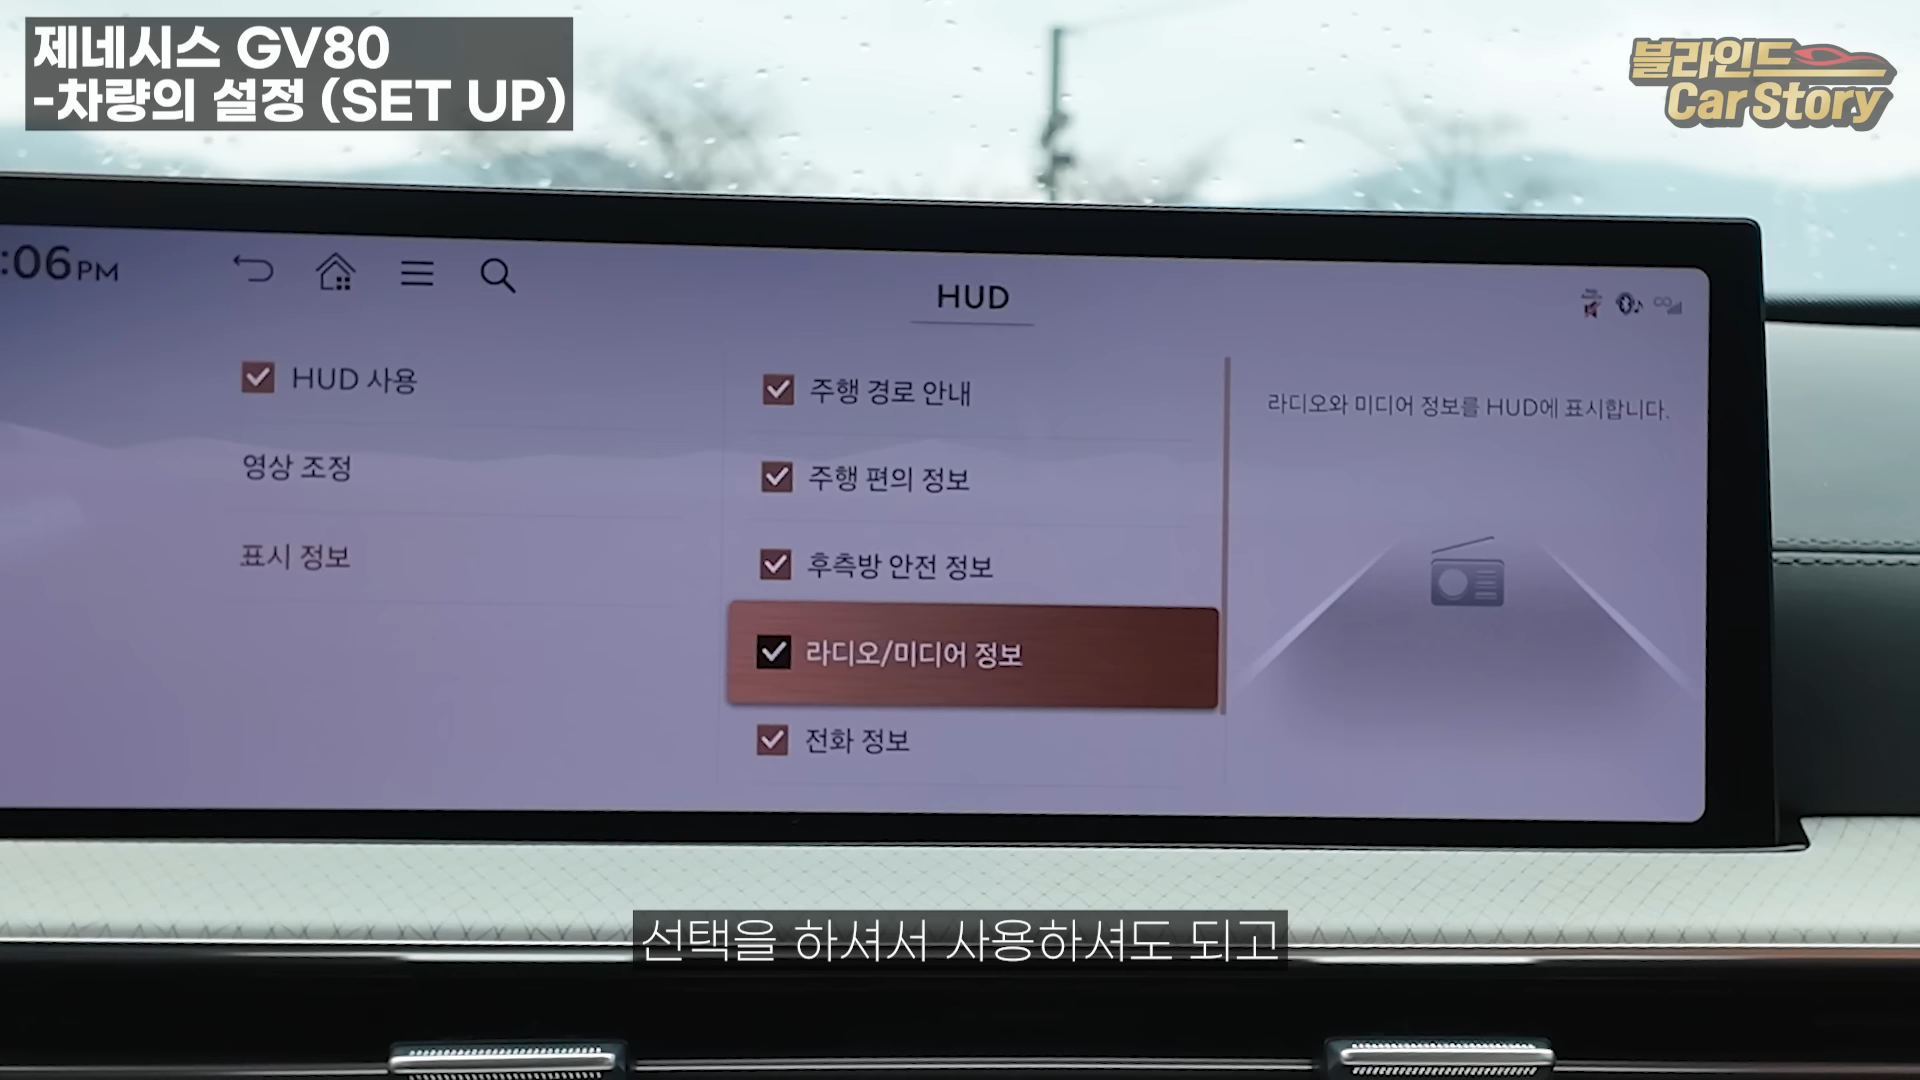 제네시스 GV80
-차량의 설정 (SET UP)
블라인드
Car Story
:06 PM
HUD
HUD 사용
영상 조정
표시 정보
주행 경로 안내
주행 편의 정보
후측방 안전 정보
라디오/미디어 정보
전화 정보
라디오와 미디어 정보를 HUD에 표시합니다.
선택을 하셔서 사용하셔도 되고